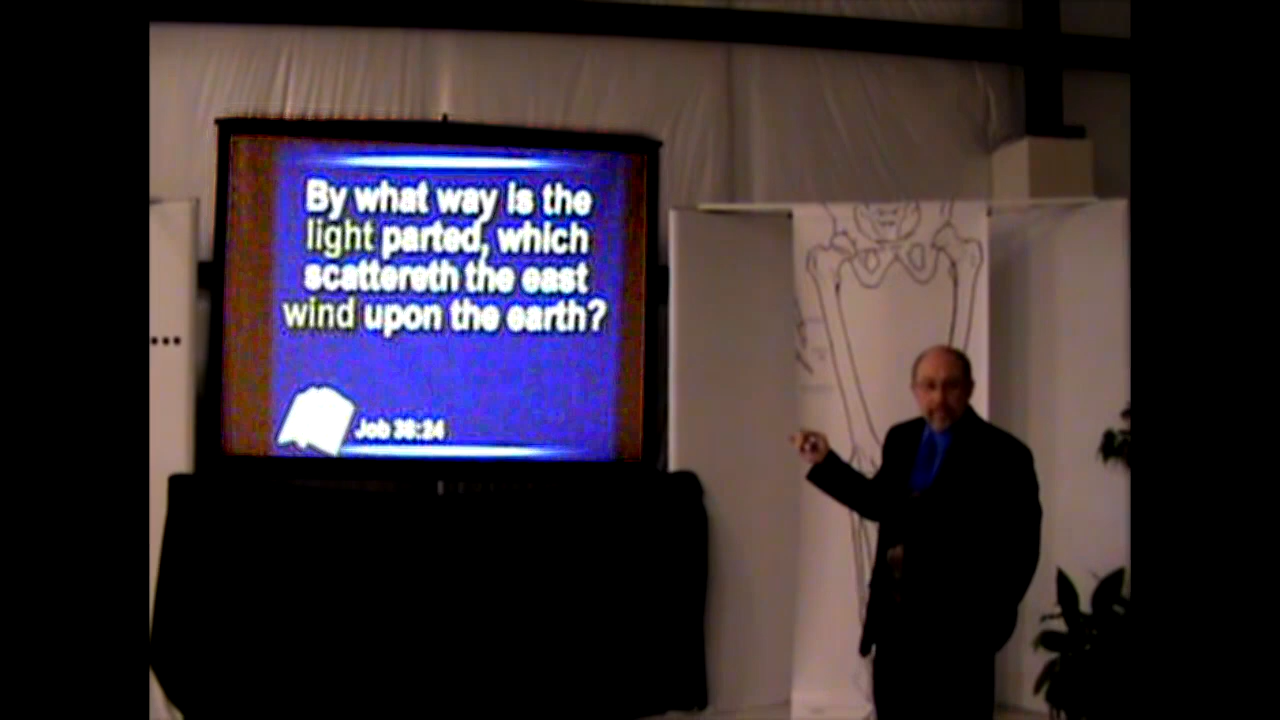 By what way is the
light parted, which
scattereth the east
wind upon the earth?
Job 38:24